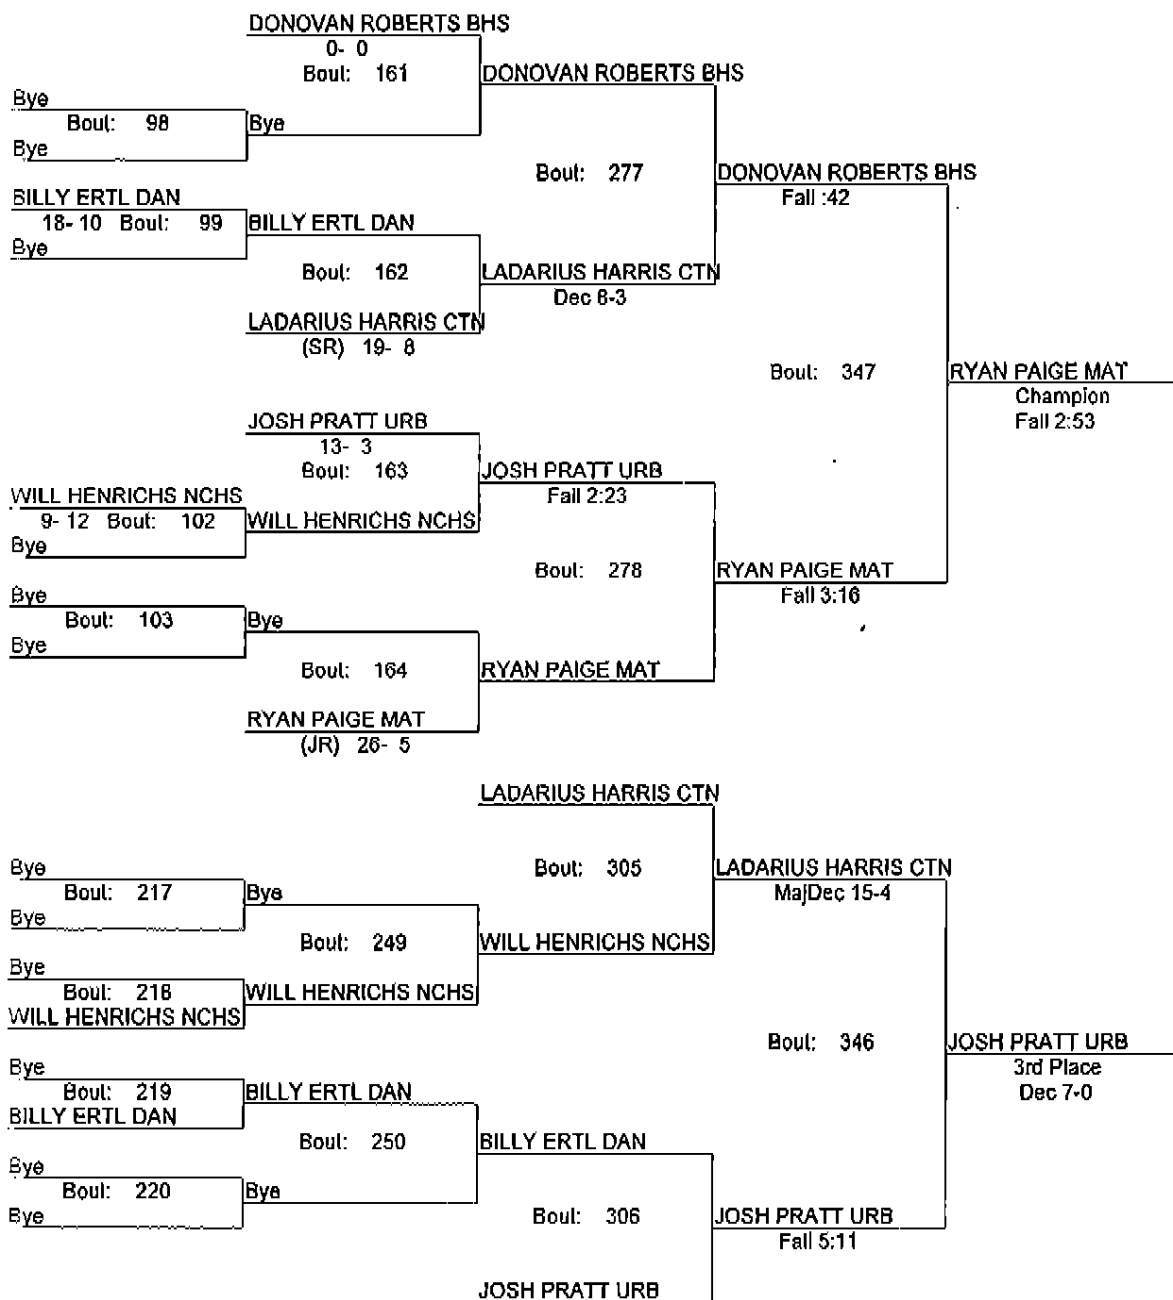 DONOVAN ROBERTS BHS
0- 0
Bout: 161
DONOVAN ROBERTS BHS
Bye
Bout: 98
Bye
Bye
Bout: 277
DONOVAN ROBERTS BHS
Fall :42
BILLY ERTL DAN
18- 10 Bout: 99
BILLY ERTL DAN
Bye
Bout: 162
LADARIUS HARRIS CTN
Dec 8-3
LADARIUS HARRIS CTN
(SR) 19- 8
Bout: 347
RYAN PAIGE MAT
Champion
Fall 2:53
JOSH PRATT URB
13- 3
Bout: 163
JOSH PRATT URB
Fall 2:23
WILL HENRICHS NCHS
9- 12 Bout: 102
WILL HENRICHS NCHS
Bye
Bout: 278
RYAN PAIGE MAT
Fall 3:16
Bye
Bout: 103
Bye
Bye
Bout: 164
RYAN PAIGE MAT
RYAN PAIGE MAT
(JR) 26- 5
LADARIUS HARRIS CTN
Bout: 305
LADARIUS HARRIS CTN
MajDec 15-4
Bye
Bout: 217
Bye
Bye
Bout: 249
WILL HENRICHS NCHS
Bye
Bout: 218
WILL HENRICHS NCHS
WILL HENRICHS NCHS
Bout: 346
JOSH PRATT URB
3rd Place
Dec 7-0
Bye
Bout: 219
BILLY ERTL DAN
BILLY ERTL DAN
Bout: 250
BILLY ERTL DAN
Bye
Bout: 220
Bye
Bye
Bout: 306
JOSH PRATT URB
Fall 5:11
JOSH PRATT URB